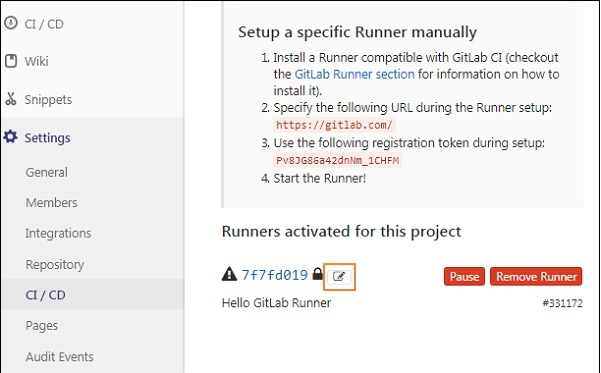 CI / CD
Wiki
Snippets
Settings
General
Members
Integrations
Repository
CI / CD
Pages
Audit Events
Setup a specific Runner manually
1. Install a Runner compatible with GitLab CI (checkout
the GitLab Runner section for information on how to
install it).
2. Specify the following URL during the Runner setup:
https://gitlab.com/
3. Use the following registration token during setup:
Pv8JG86a42dnNm_1CHFM
4. Start the Runner!
Runners activated for this project
7f7fd019
Pause
Remove Runner
Hello GitLab Runner
#331172